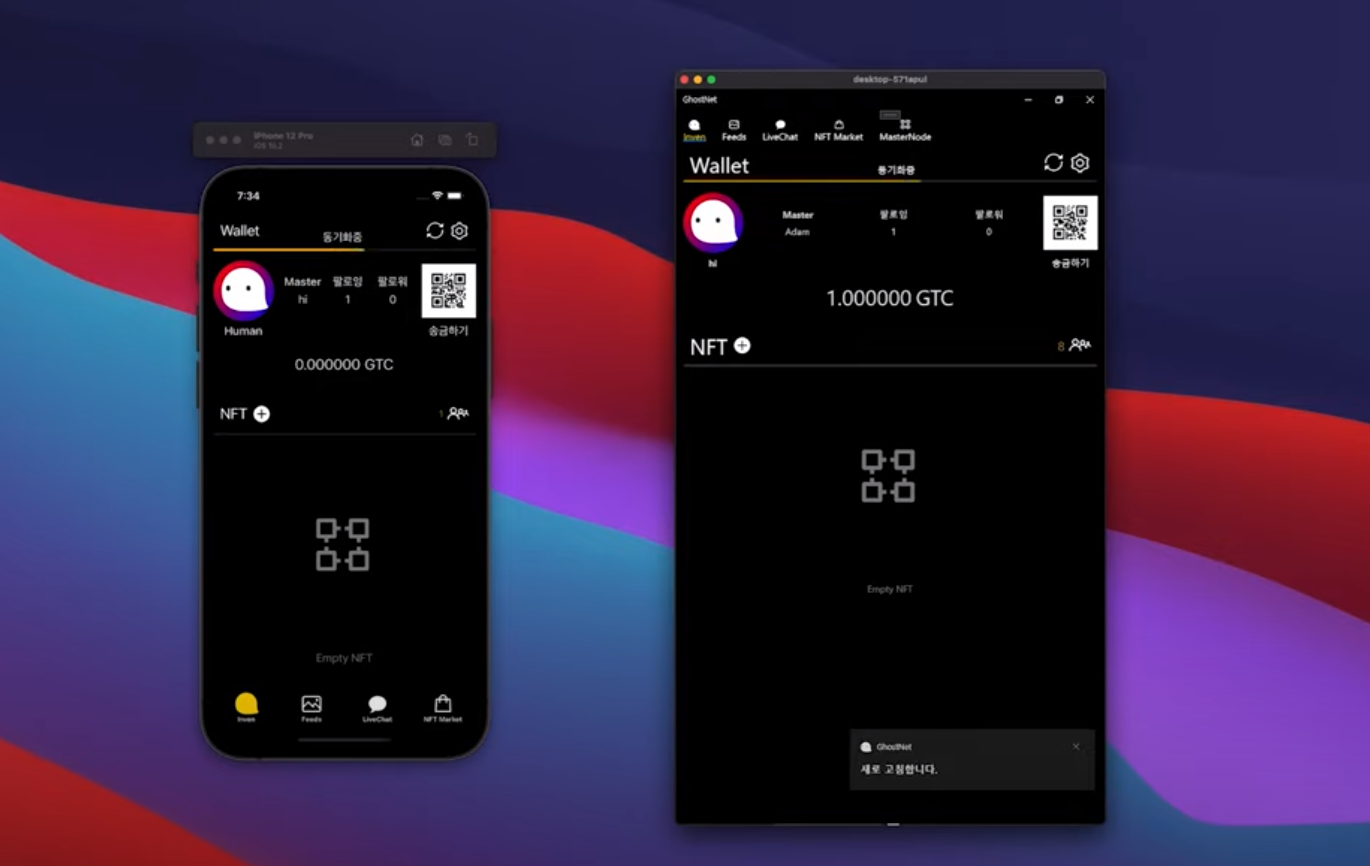 iPhone 12 Pro
iOS 16.2
7:34
Wallet
동기화중
Master 팔로잉 팔로워
hi 1 0
Human
송금하기
0.000000 GTC
NFT
1
Empty NFT
Inven Feeds LiveChat NFT Market
desktop-571apul
GhostNet
Inven Feeds LiveChat NFT Market MasterNode
Wallet
동기화중
Master 팔로잉 팔로워
Adam 1 0
hi
송금하기
1.000000 GTC
NFT
8
Empty NFT
GhostNet
새로 고침합니다.